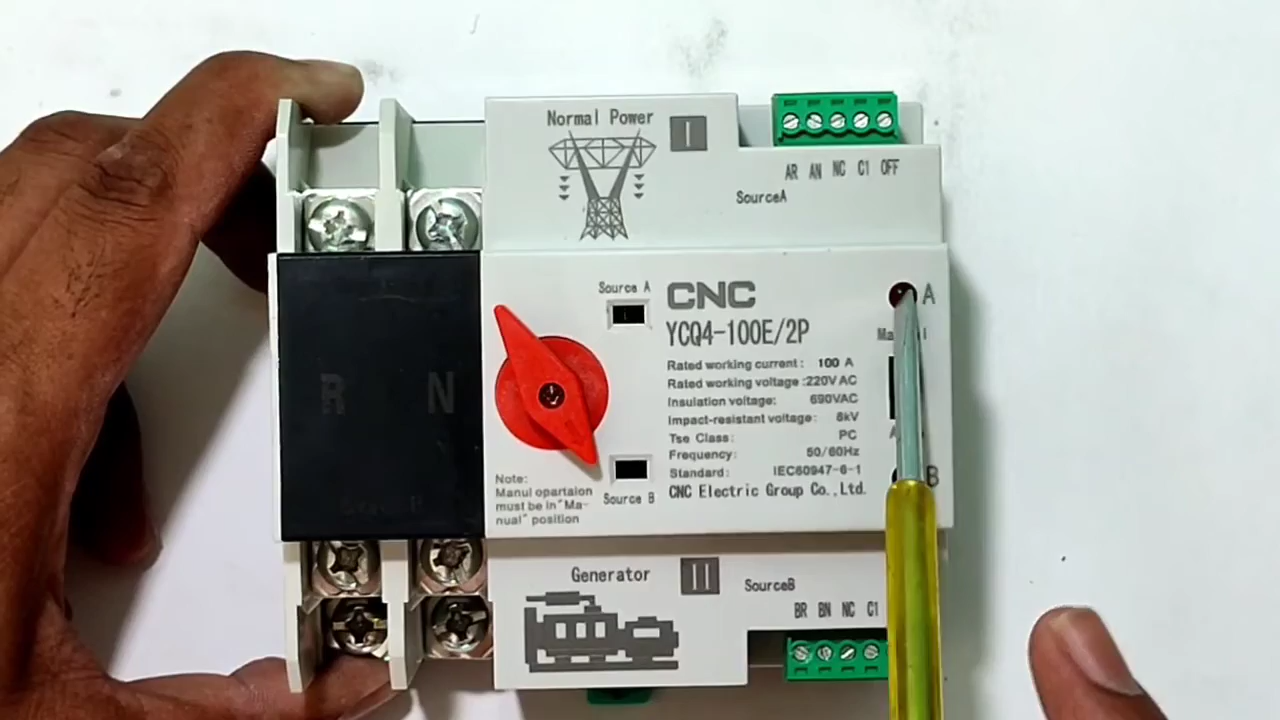 Normal Power
I
AR AN NC C1 OFF
SourceA
Source A
CNC
A
YCQ4-100E/2P
Rated working current: 100 A
Rated working voltage:220V AC
Insulation voltage: 690VAC
Impact-resistant voltage: 8kV
Tse Class: PC
Frequency: 50/60Hz
Standard: IEC60947-6-1
CNC Electric Group Co.,Ltd.
R N
B
Note:
Manul opartaion
must be in"Ma-
nual" position
Source B
Generator
II
SourceB
BR BN NC C1